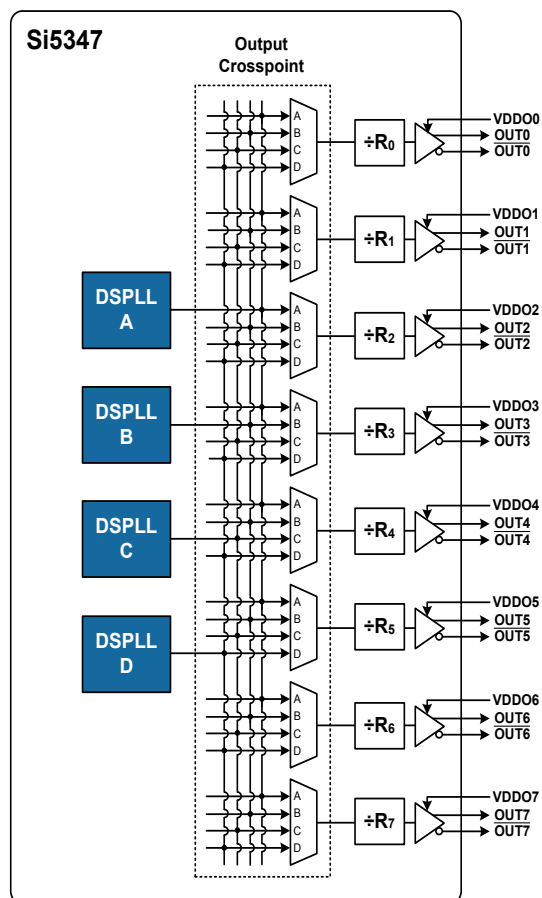 Si5347
Output
Crosspoint
A
B
C
D
÷R0
VDDO0
OUT0
OUT0
A
B
C
D
÷R1
VDDO1
OUT1
OUT1
DSPLL
A
A
B
C
D
÷R2
VDDO2
OUT2
OUT2
DSPLL
B
A
B
C
D
÷R3
VDDO3
OUT3
OUT3
DSPLL
C
A
B
C
D
÷R4
VDDO4
OUT4
OUT4
DSPLL
D
A
B
C
D
÷R5
VDDO5
OUT5
OUT5
A
B
C
D
÷R6
VDDO6
OUT6
OUT6
A
B
C
D
÷R7
VDDO7
OUT7
OUT7